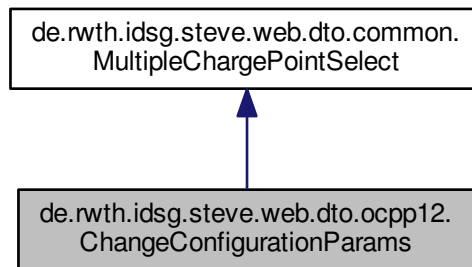 de.rwth.idsg.steve.web.dto.common.
MultipleChargePointSelect
de.rwth.idsg.steve.web.dto.ocpp12.
ChangeConfigurationParams